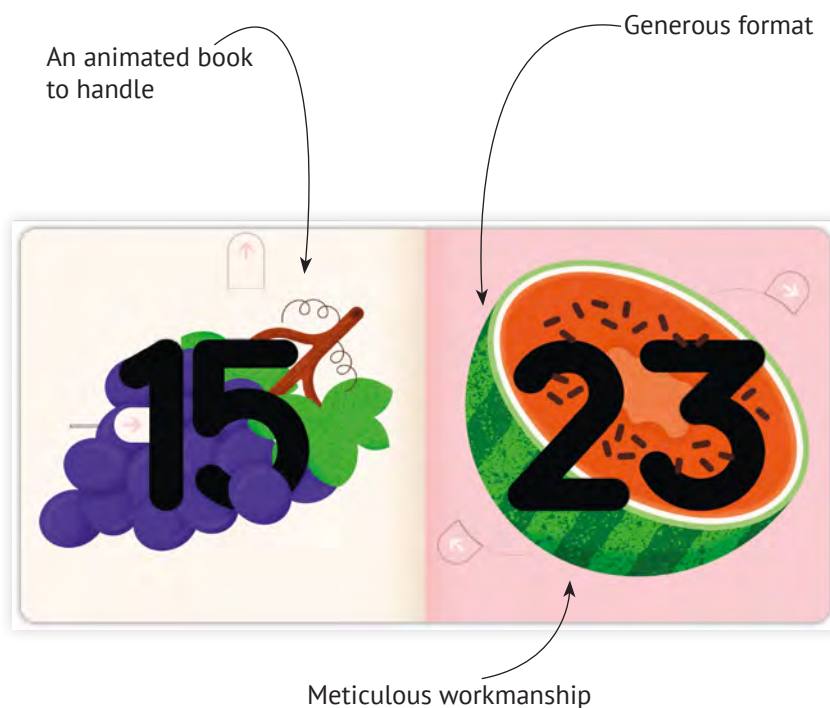 An animated book
to handle
Generous format
15
23
Meticulous workmanship